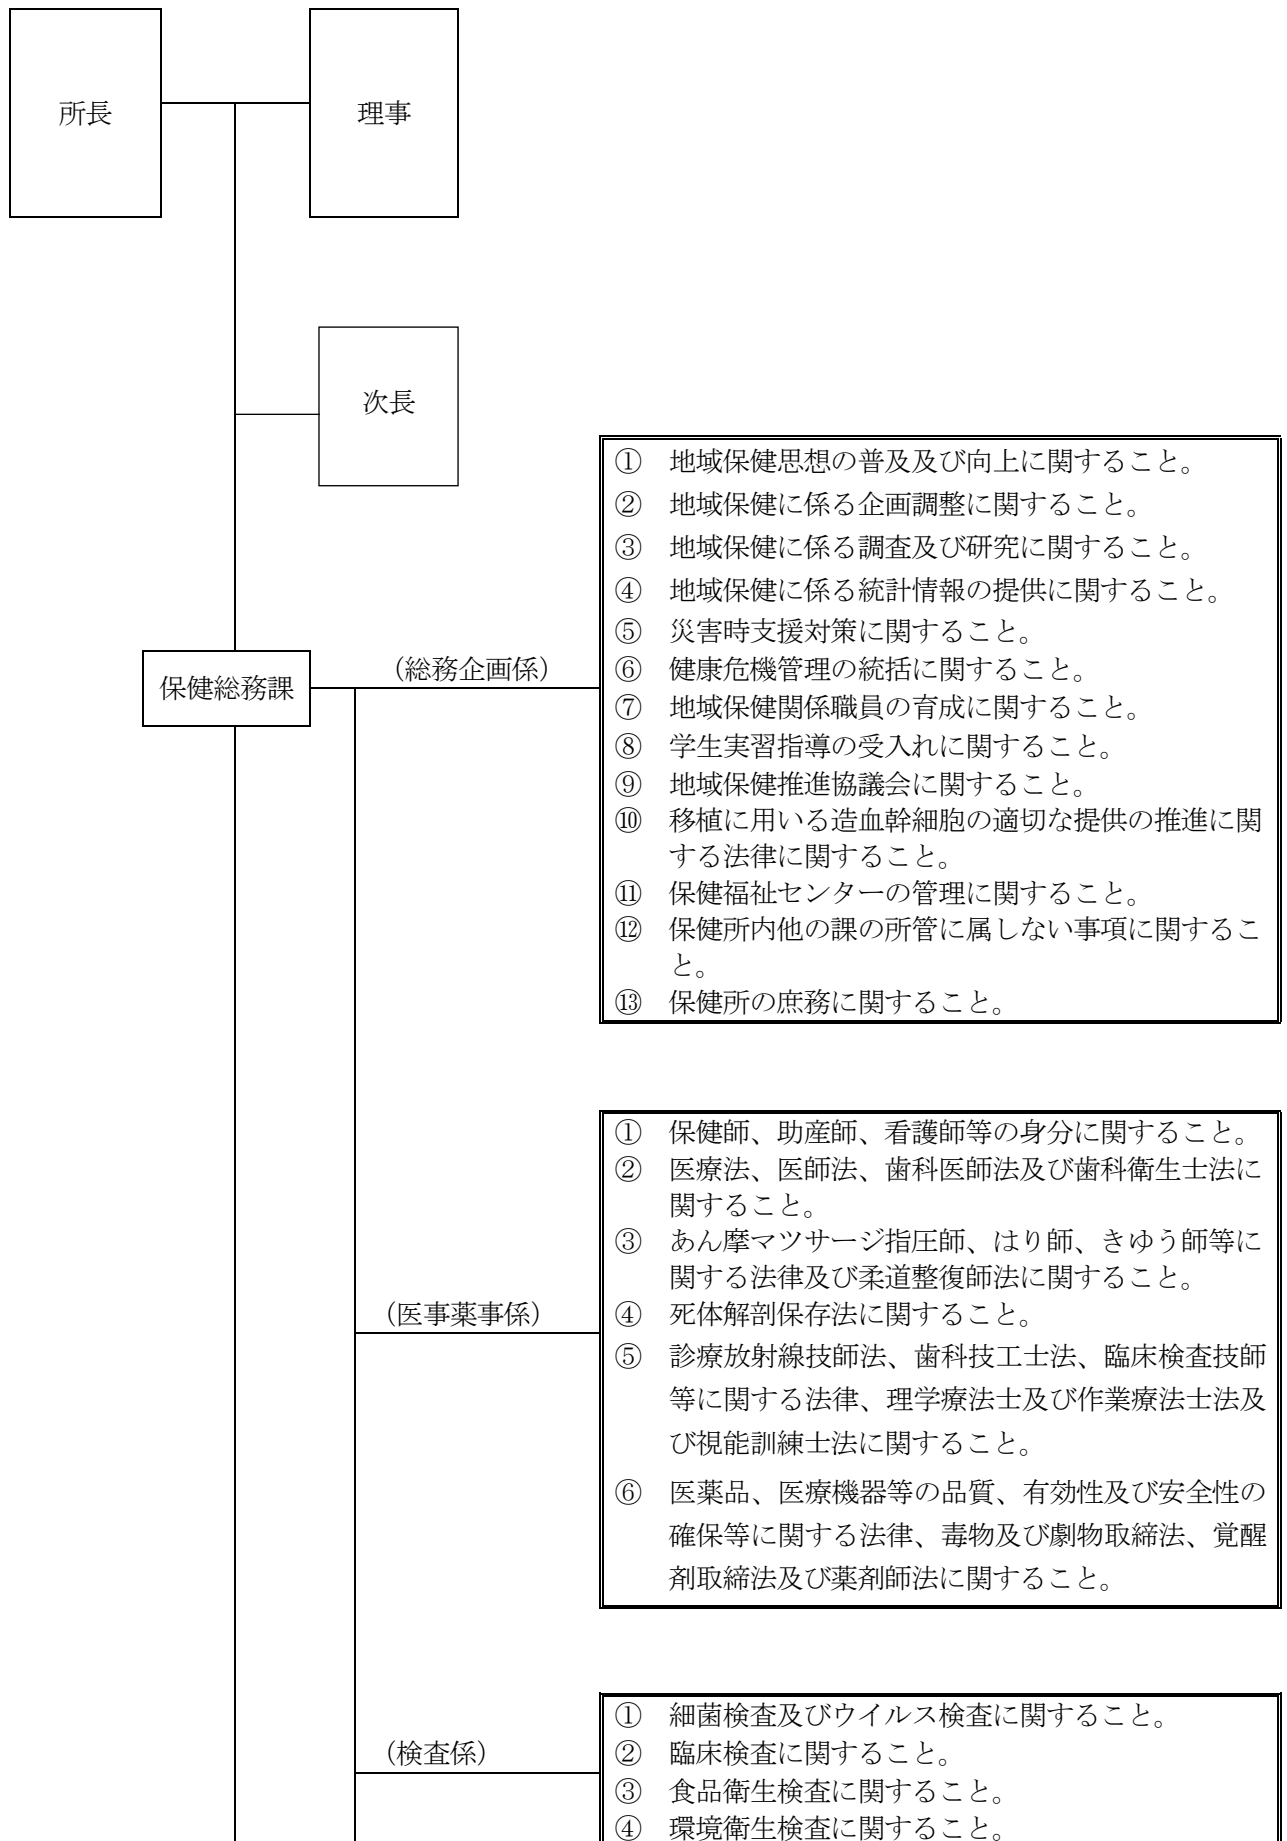 所長
理事
次長
保健総務課
（総務企画係）
① 地域保健思想の普及及び向上に関すること。
② 地域保健に係る企画調整に関すること。
③ 地域保健に係る調査及び研究に関すること。
④ 地域保健に係る統計情報の提供に関すること。
⑤ 災害時支援対策に関すること。
⑥ 健康危機管理の統括に関すること。
⑦ 地域保健関係職員の育成に関すること。
⑧ 学生実習指導の受入れに関すること。
⑨ 地域保健推進協議会に関すること。
⑩ 移植に用いる造血幹細胞の適切な提供の推進に関
する法律に関すること。
⑪ 保健福祉センターの管理に関すること。
⑫ 保健所内他の課の所管に属しない事項に関するこ
と。
⑬ 保健所の庶務に関すること。
（医事薬事係）
① 保健師、助産師、看護師等の身分に関すること。
② 医療法、医師法、歯科医師法及び歯科衛生士法に
関すること。
③ あん摩マツサージ指圧師、はり師、きゆう師等に
関する法律及び柔道整復師法に関すること。
④ 死体解剖保存法に関すること。
⑤ 診療放射線技師法、歯科技工士法、臨床検査技師
等に関する法律、理学療法士及び作業療法士法及
び視能訓練士法に関すること。
⑥ 医薬品、医療機器等の品質、有効性及び安全性の
確保等に関する法律、毒物及び劇物取締法、覚醒
剤取締法及び薬剤師法に関すること。
（検査係）
① 細菌検査及びウイルス検査に関すること。
② 臨床検査に関すること。
③ 食品衛生検査に関すること。
④ 環境衛生検査に関すること。